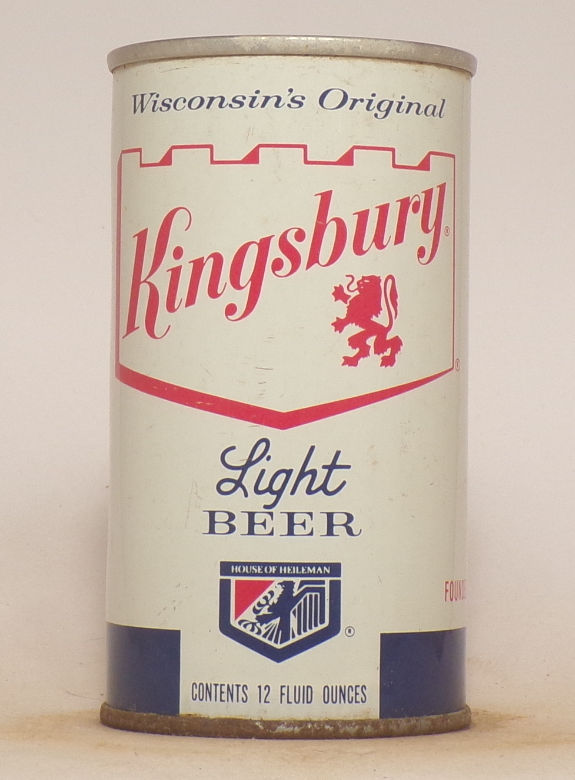 Wisconsin's Original
Kingsbury®
®
Light
BEER
HOUSE OF HEILEMAN
®
CONTENTS 12 FLUID OUNCES